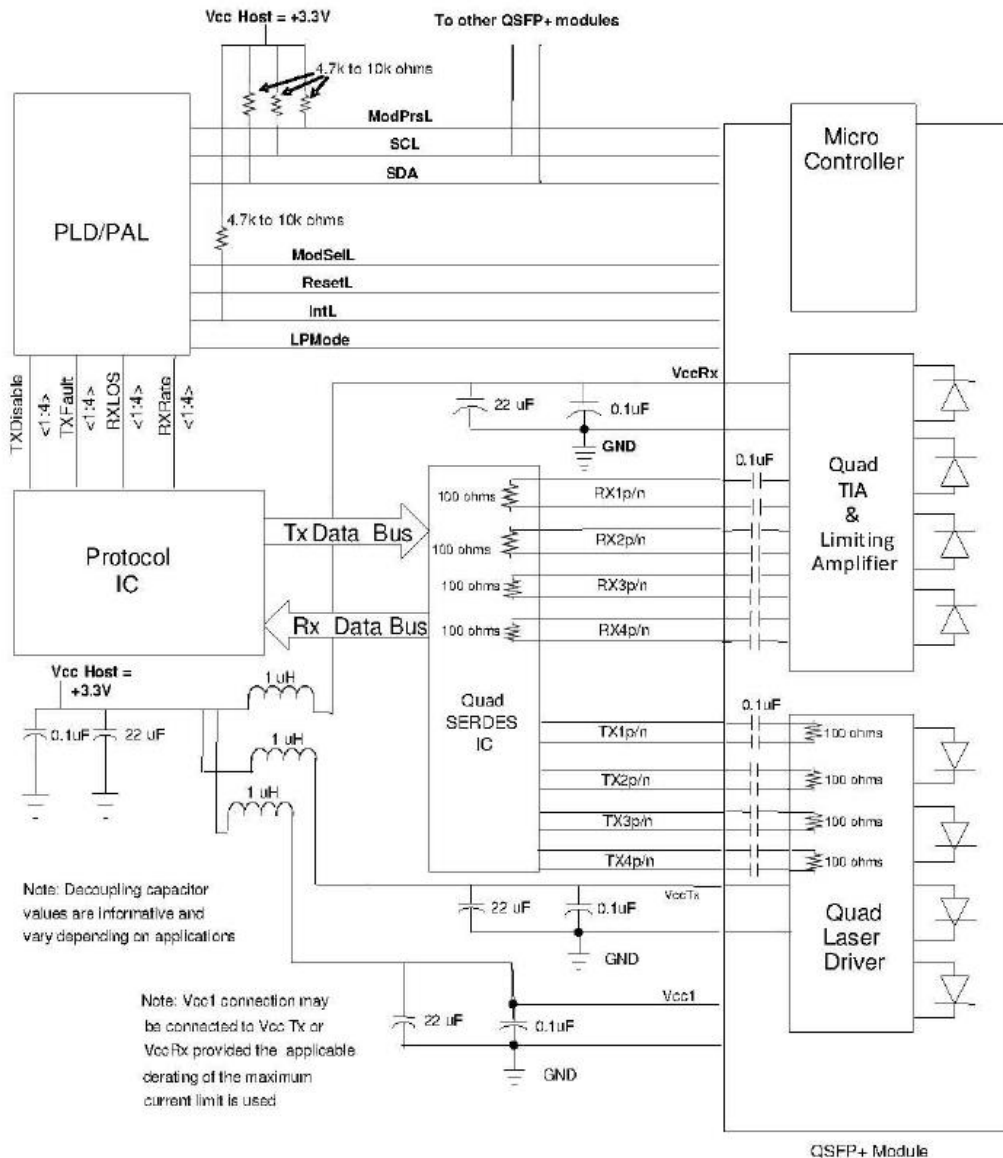 Vcc Host = +3.3V
To other QSFP+ modules
4.7k to 10k ohms
ModPrsL
SCL
SDA
Micro
Controller
PLD/PAL
4.7k to 10k ohms
ModSelL
ResetL
IntL
LPMode
TXDisable
<1:4>
TXFault
<1:4>
RXLOS
<1:4>
RXRate
<1:4>
VccRx
22 uF
0.1uF
GND
0.1uF
Quad
TIA
&
Limiting
Amplifier
100 ohms
RX1p/n
100 ohms
RX2p/n
100 ohms
RX3p/n
100 ohms
RX4p/n
Protocol
IC
Tx Data Bus
Rx Data Bus
Vcc Host =
+3.3V
0.1uF
22 uF
1 uH
1 uH
1 uH
Quad
SERDES
IC
0.1uF
TX1p/n
100 ohms
TX2p/n
100 ohms
TX3p/n
100 ohms
TX4p/n
100 ohms
Note: Decoupling capacitor
values are informative and
vary depending on applications
VccTx
22 uF
0.1uF
GND
Quad
Laser
Driver
Note: Vcc1 connection may
be connected to Vcc Tx or
VccRx provided the applicable
derating of the maximum
current limit is used
Vcc1
22 uF
0.1uF
GND
QSFP+ Module